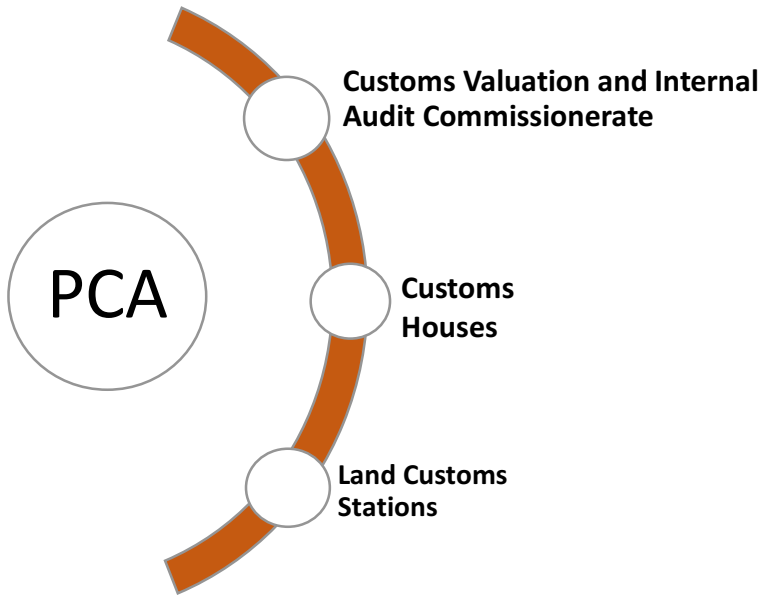 Customs Valuation and Internal
Audit Commissionerate
PCA
Customs
Houses
Land Customs
Stations